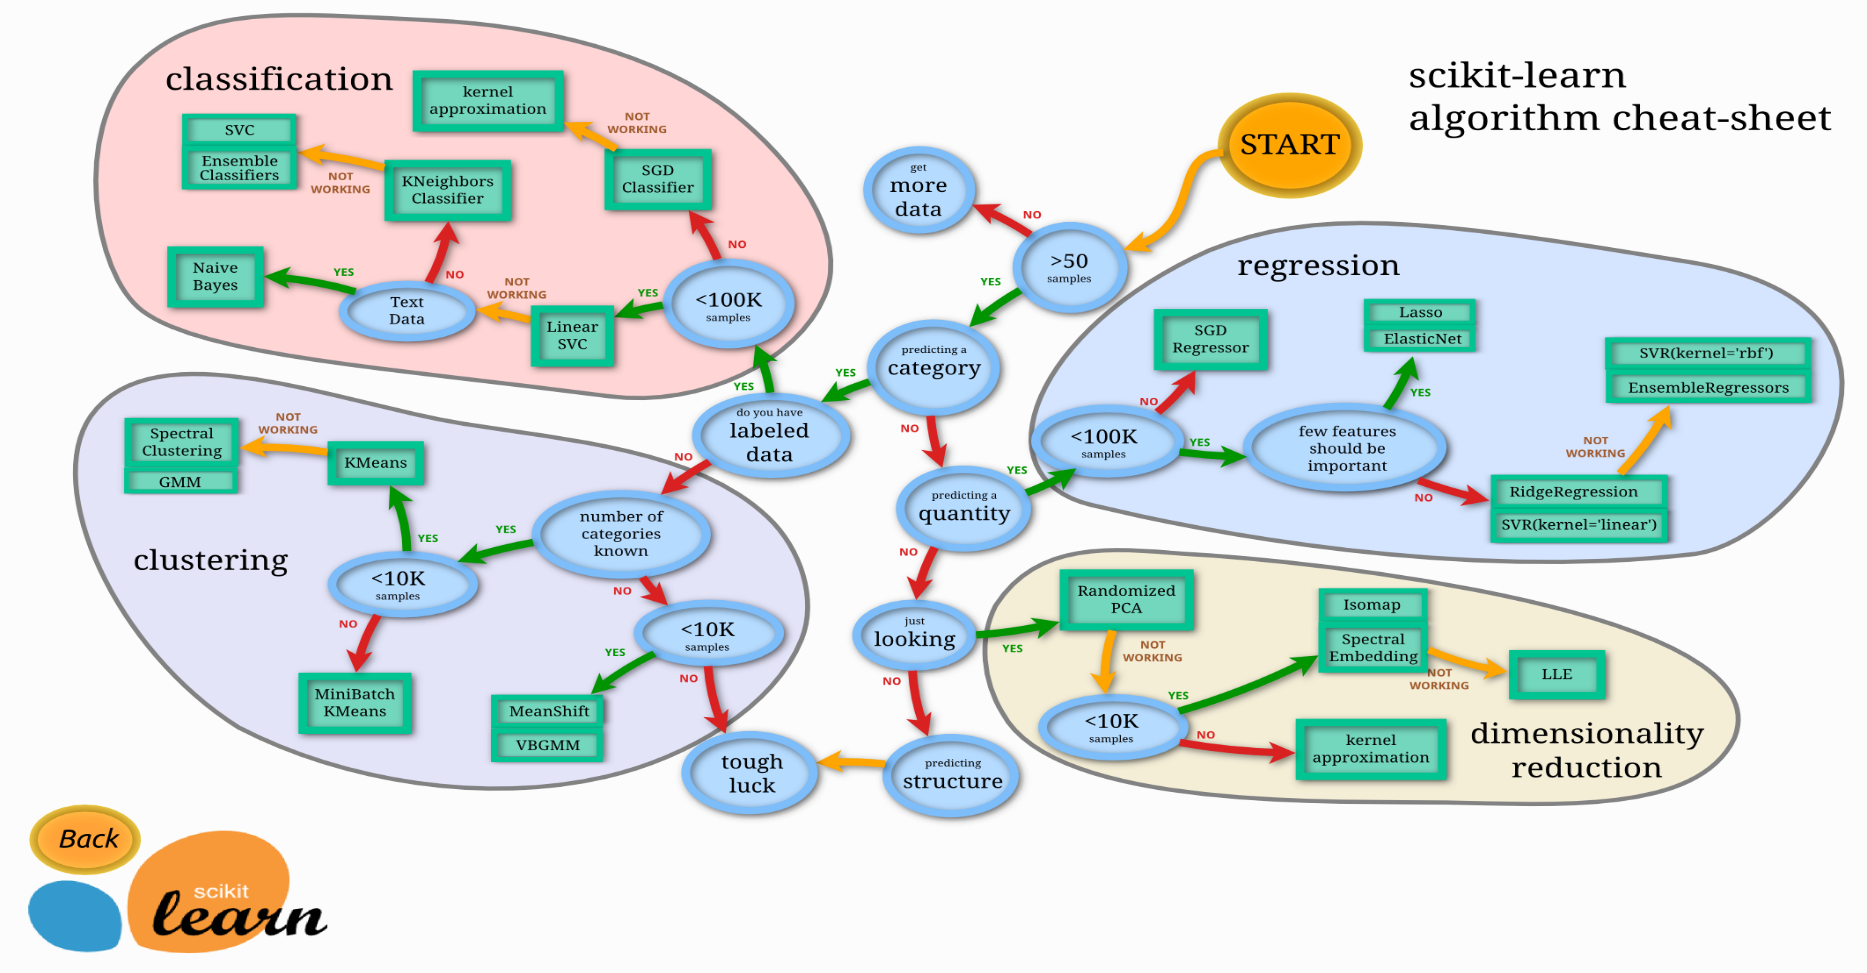 scikit-learn
algorithm cheat-sheet
START
get
more
data
NO
>50
samples
YES
predicting a
category
YES
NO
do you have
labeled
data
YES
NO
predicting a
quantity
YES
NO
just
looking
YES
NO
predicting
structure
tough
luck
classification
kernel
approximation
NOT
WORKING
SGD
Classifier
NO
<100K
samples
YES
Linear
SVC
NOT
WORKING
Text
Data
YES
NO
Naive
Bayes
KNeighbors
Classifier
NOT
WORKING
SVC
Ensemble
Classifiers
regression
SGD
Regressor
NO
<100K
samples
YES
few features
should be
important
YES
NO
Lasso
ElasticNet
SVR(kernel='rbf')
EnsembleRegressors
NOT
WORKING
RidgeRegression
SVR(kernel='linear')
clustering
Spectral
Clustering
GMM
NOT
WORKING
KMeans
YES
<10K
samples
NO
MiniBatch
KMeans
YES
number of
categories
known
NO
<10K
samples
YES
NO
MeanShift
VBGMM
dimensionality
reduction
Randomized
PCA
NOT
WORKING
<10K
samples
YES
NO
Isomap
Spectral
Embedding
NOT
WORKING
LLE
kernel
approximation
Back
scikit
learn